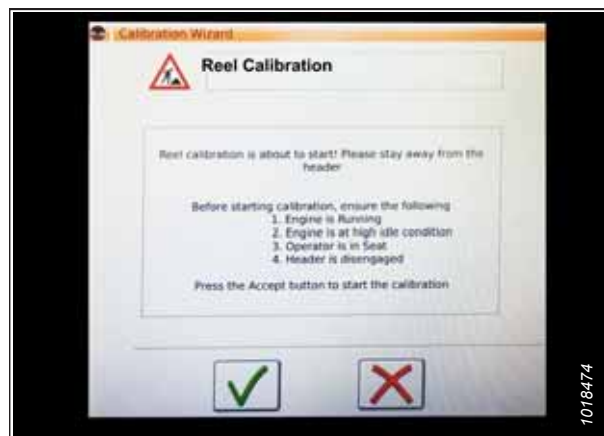 Calibration Wizard
Reel Calibration
Reel calibration is about to start! Please stay away from the
header
Before starting calibration, ensure the following
1. Engine is Running
2. Engine is at high idle condition
3. Operator is in Seat
4. Header is disengaged
Press the Accept button to start the calibration
1018474